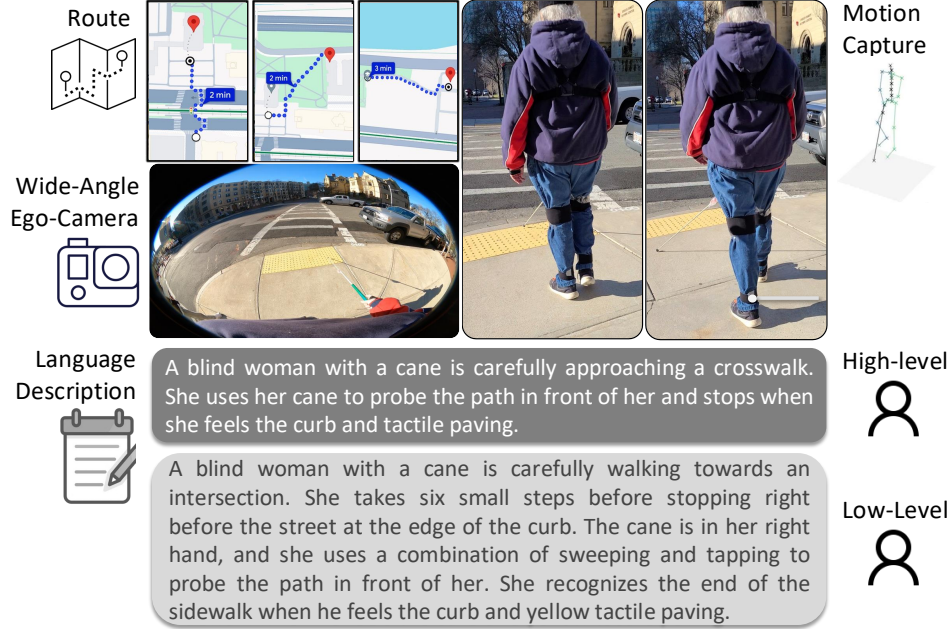 Route
2 min
2 min
3 min
Motion
Capture
Wide-Angle
Ego-Camera
Language
Description
A blind woman with a cane is carefully approaching a crosswalk.
She uses her cane to probe the path in front of her and stops when
she feels the curb and tactile paving.
High-level
A blind woman with a cane is carefully walking towards an
intersection. She takes six small steps before stopping right
before the street at the edge of the curb. The cane is in her right
hand, and she uses a combination of sweeping and tapping to
probe the path in front of her. She recognizes the end of the
sidewalk when he feels the curb and yellow tactile paving.
Low-Level